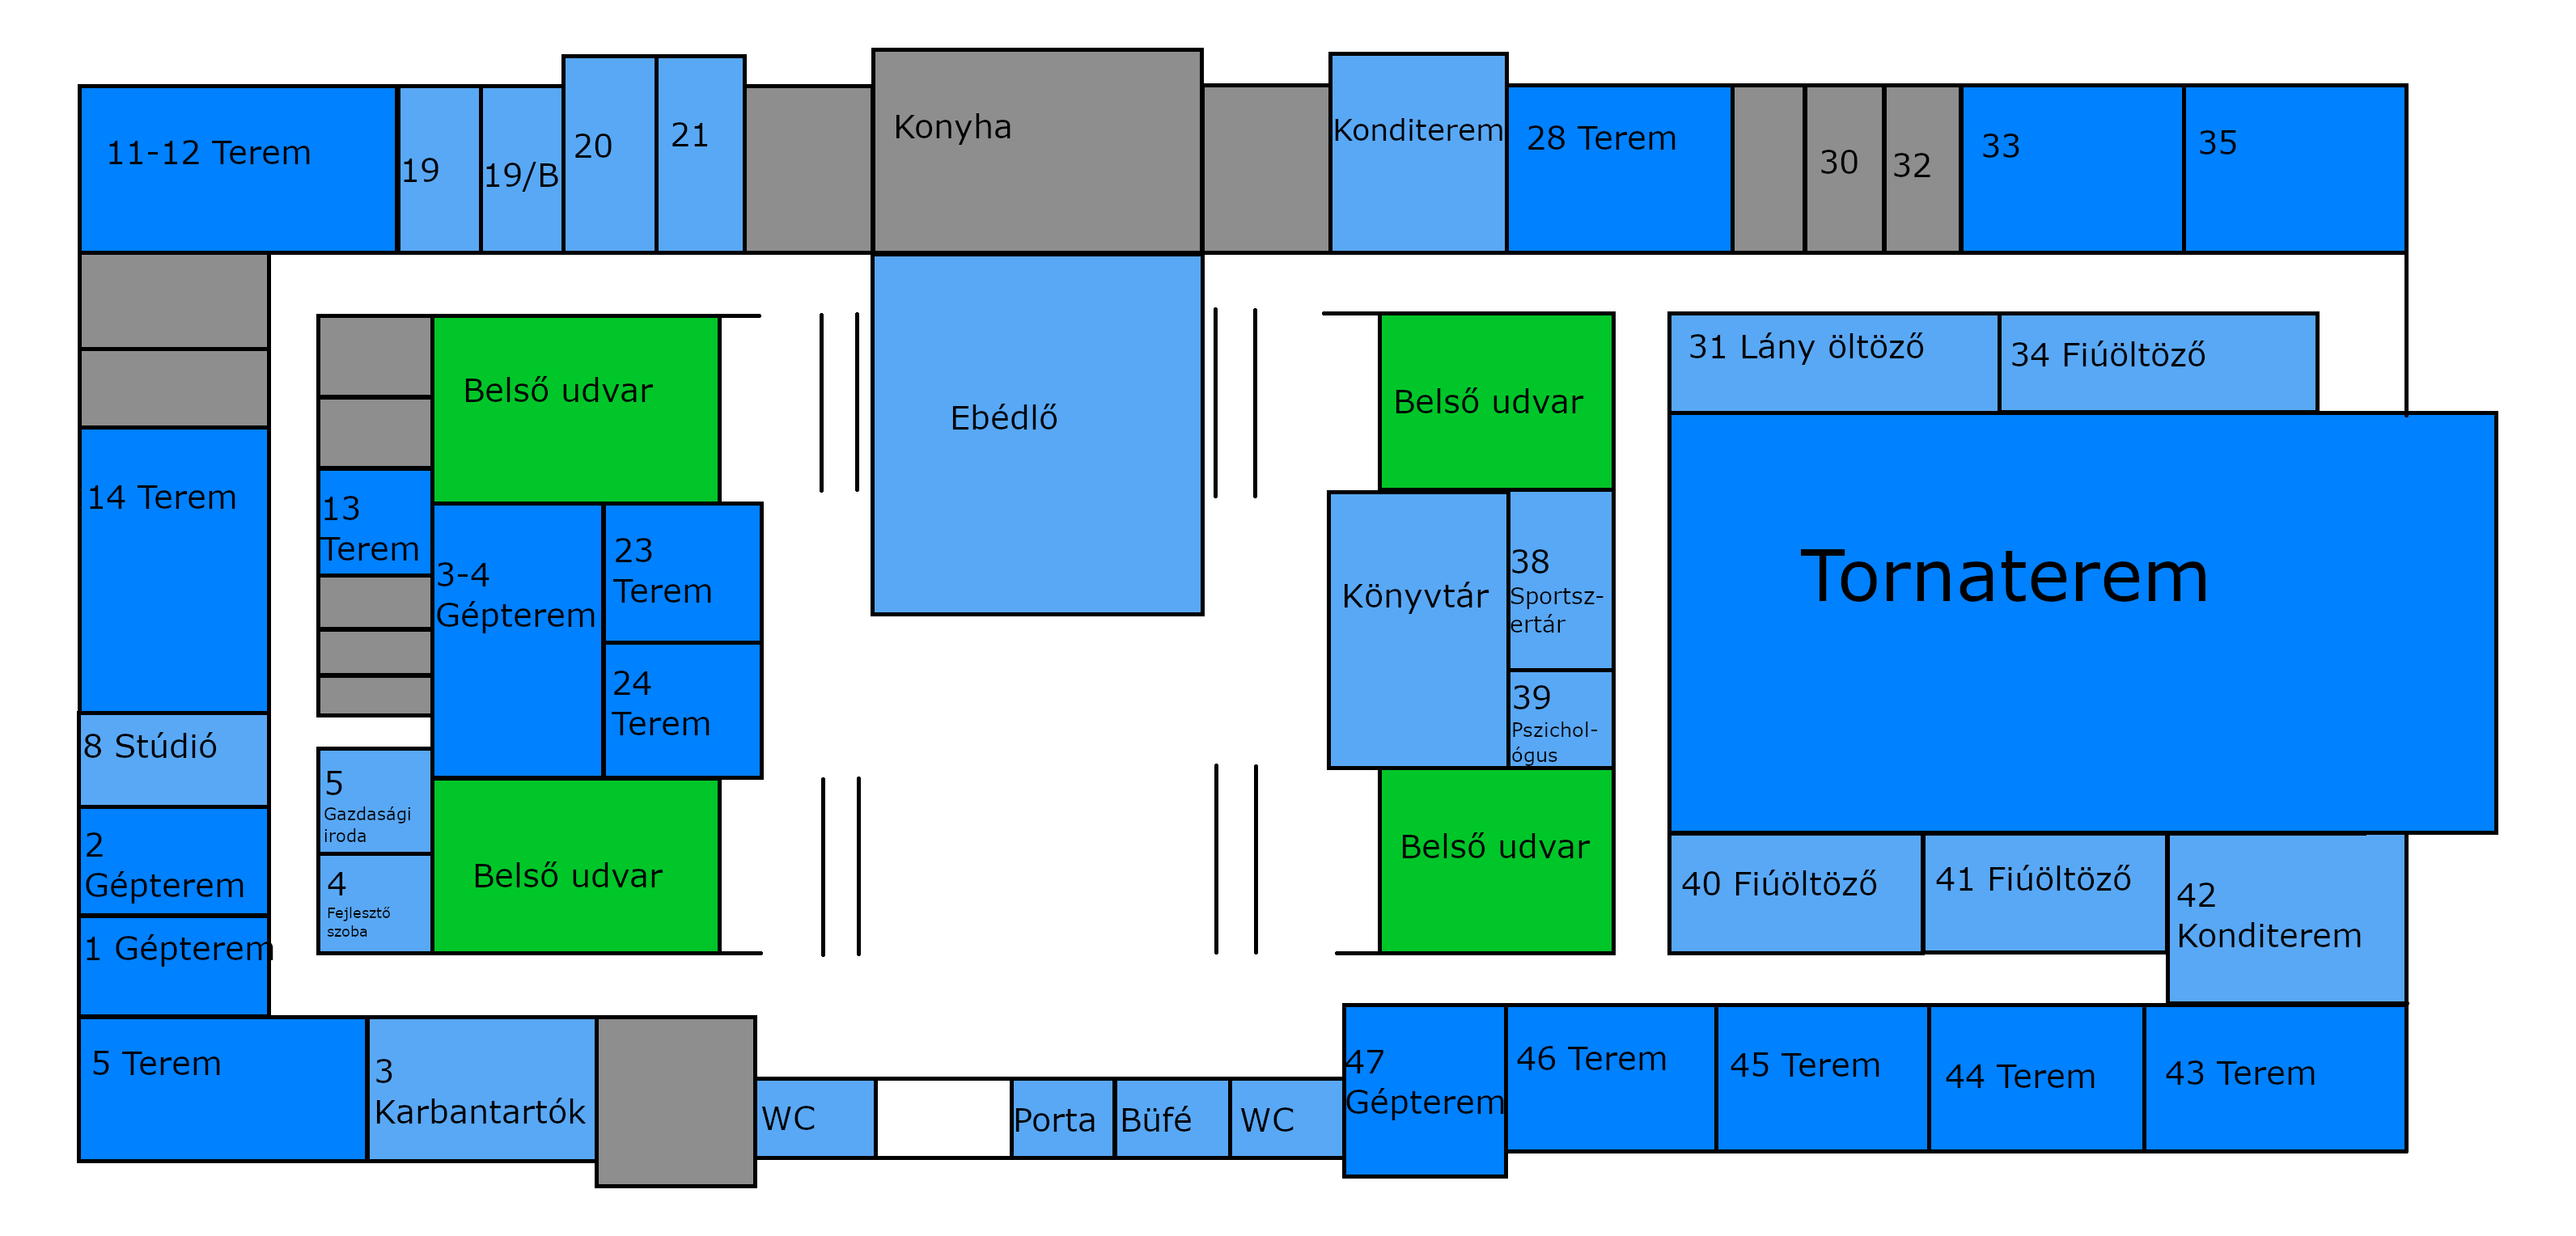 11-12 Terem
19
19/B
20
21
Konyha
Konditerem
28 Terem
30
32
33
35
Belső udvar
Ebédlő
Belső udvar
31 Lány öltöző
34 Fiúöltöző
14 Terem
13
Terem
3-4
Gépterem
23
Terem
24
Terem
Könyvtár
38
Sportsz-
ertár
39
Pszichol-
ógus
Tornaterem
8 Stúdió
2
Gépterem
1 Gépterem
5
Gazdasági
iroda
4
Fejlesztő
szoba
Belső udvar
Belső udvar
40 Fiúöltöző
41 Fiúöltöző
42
Konditerem
5 Terem
3
Karbantartók
WC
Porta
Büfé
WC
47
Gépterem
46 Terem
45 Terem
44 Terem
43 Terem